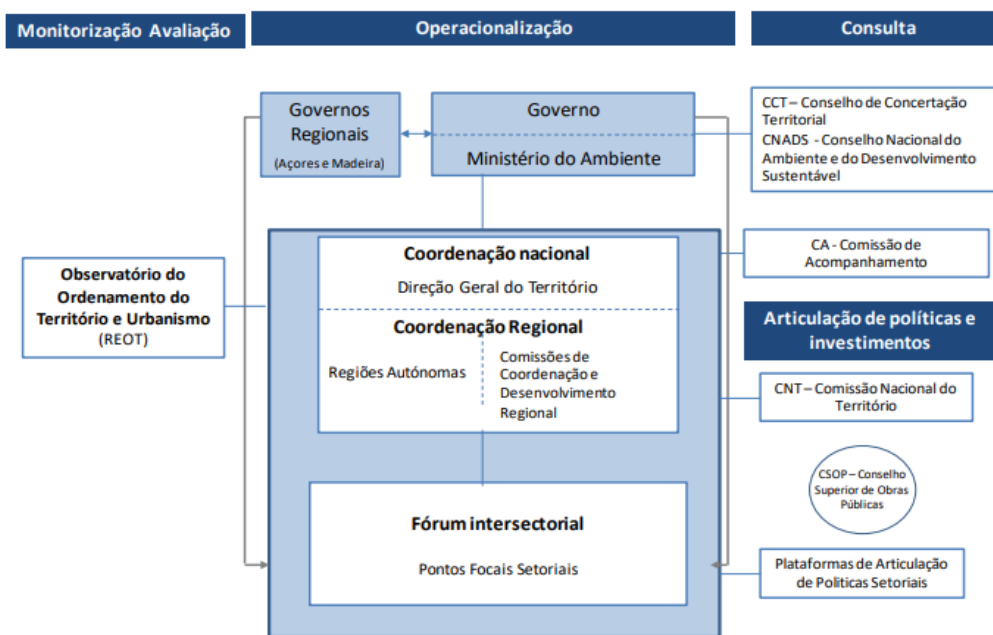 Monitorização Avaliação
Operacionalização
Consulta
Governos
Regionais
(Açores e Madeira)
Governo
Ministério do Ambiente
CCT – Conselho de Concertação
Territorial
CNADS - Conselho Nacional do
Ambiente e do Desenvolvimento
Sustentável
Coordenação nacional
Direção Geral do Território
Coordenação Regional
Regiões Autónomas
Comissões de
Coordenação e
Desenvolvimento
Regional
CA - Comissão de
Acompanhamento
Observatório do
Ordenamento do
Território e Urbanismo
(REOT)
Articulação de políticas e
investimentos
CNT – Comissão Nacional do
Território
CSOP – Conselho
Superior de Obras
Públicas
Fórum intersectorial
Pontos Focais Setoriais
Plataformas de Articulação
de Politicas Setoriais